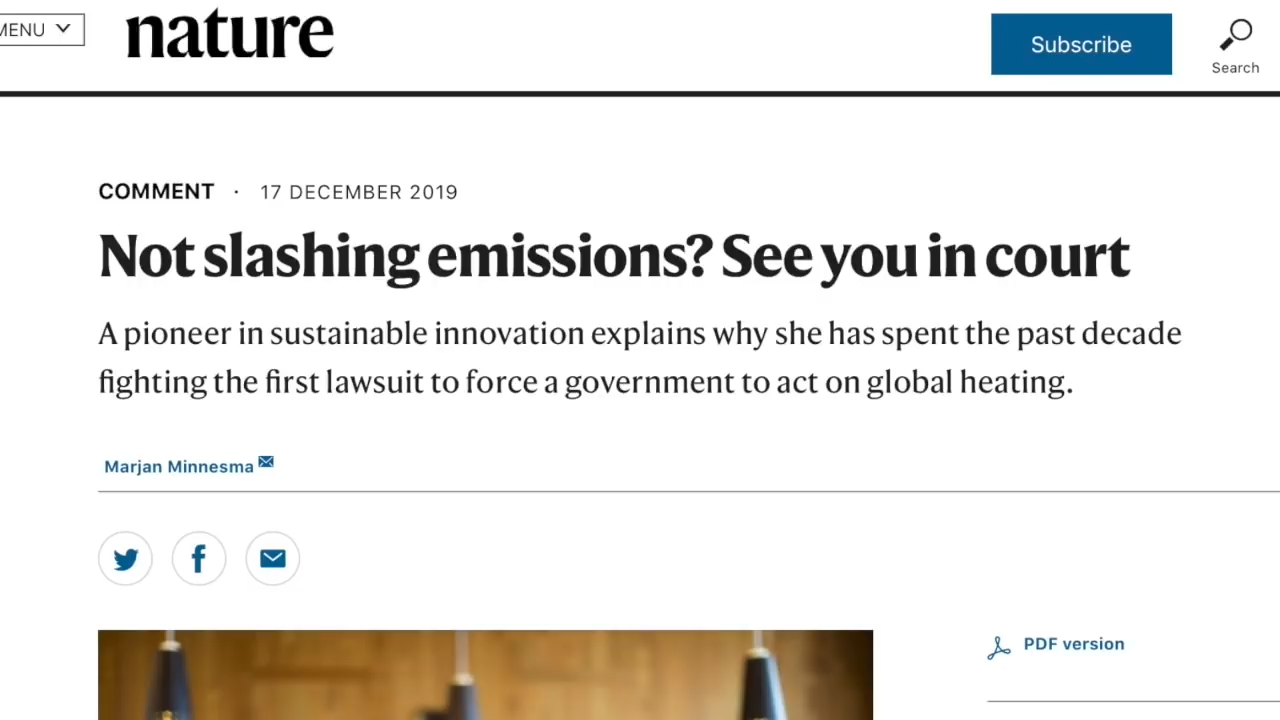 MENU
nature
Subscribe
Search
COMMENT · 17 DECEMBER 2019
Not slashing emissions? See you in court
A pioneer in sustainable innovation explains why she has spent the past decade
fighting the first lawsuit to force a government to act on global heating.
Marjan Minnesma
PDF version